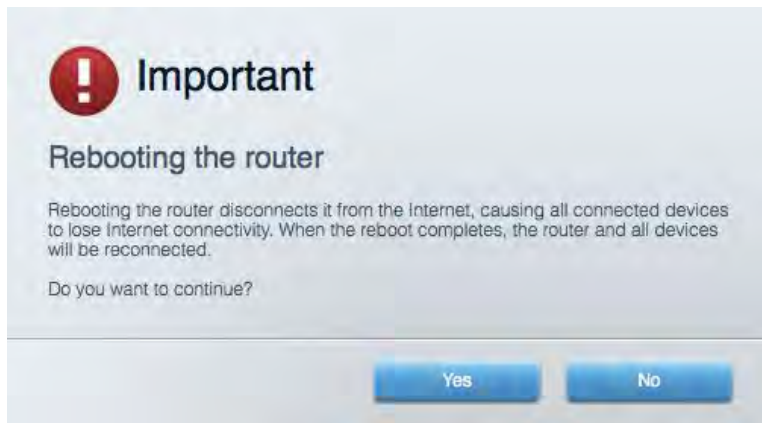 Important
Rebooting the router
Rebooting the router disconnects it from the Internet, causing all connected devices
to lose Internet connectivity. When the reboot completes, the router and all devices
will be reconnected.
Do you want to continue?
Yes No